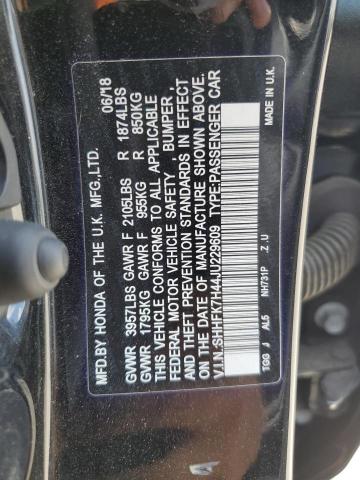 MFD.BY HONDA OF THE U.K. MFG.,LTD. 06/18
GVWR 3957LBS GAWR F 2105LBS R 1874LBS
GVWR 1795KG GAWR F 955KG R 850KG
THIS VEHICLE CONFORMS TO ALL APPLICABLE
FEDERAL MOTOR VEHICLE SAFETY , BUMPER ,
AND THEFT PREVENTION STANDARDS IN EFFECT
ON THE DATE OF MANUFACTURE SHOWN ABOVE.
V.I.N.:SHHFK7H44JU229609 TYPE:PASSENGER CAR
TGG J AL5 NH731P .Z.U MADE IN U.K.
A